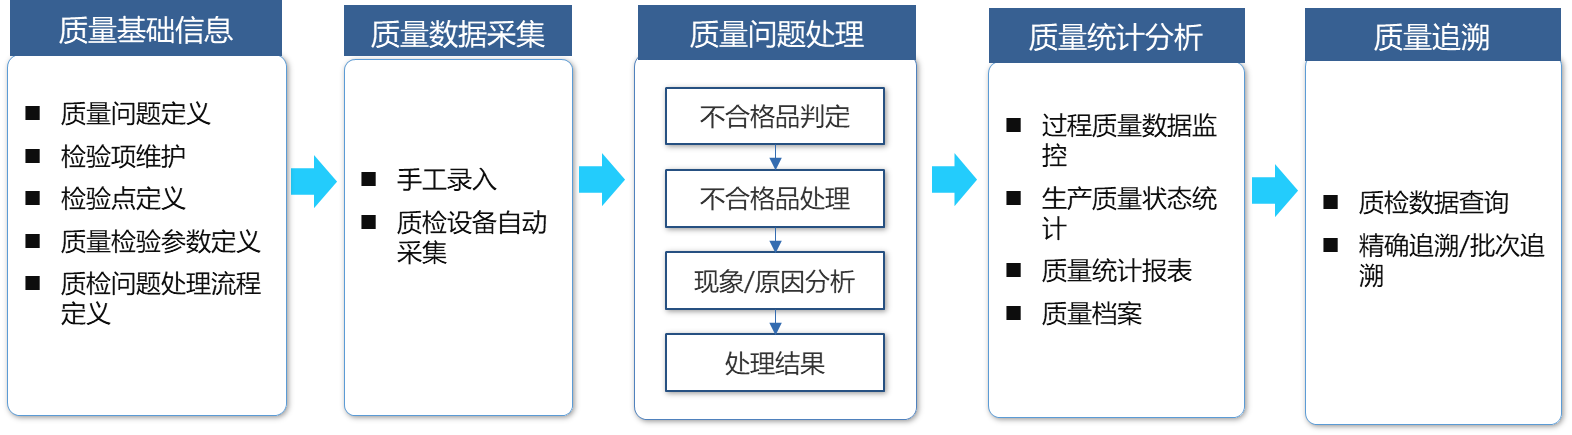 质量基础信息
质量问题定义
检验项维护
检验点定义
质量检验参数定义
质检问题处理流程
定义
质量数据采集
手工录入
质检设备自动
采集
质量问题处理
不合格品判定
不合格品处理
现象/原因分析
处理结果
质量统计分析
过程质量数据监
控
生产质量状态统
计
质量统计报表
质量档案
质量追溯
质检数据查询
精确追溯/批次追
溯